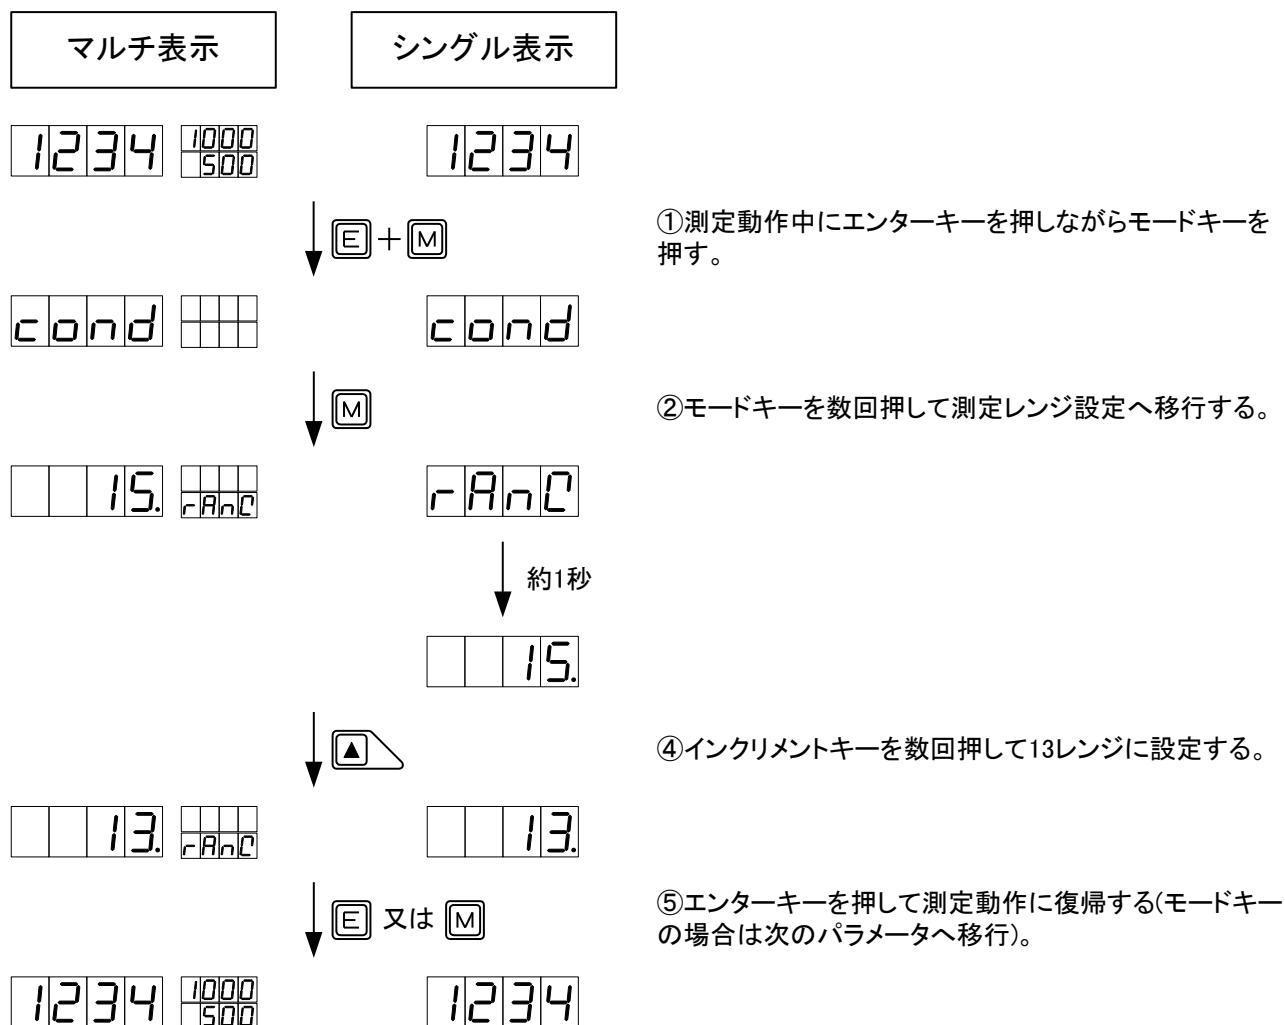 マルチ表示 シングル表示
1234 1000 1234
500
E + M ①測定動作中にエンターキーを押しながらモードキーを
押す。
cond cond
M ②モードキーを数回押して測定レンジ設定へ移行する。
15. rAnC rAnC
約1秒
15.
▲ ④インクリメントキーを数回押して13レンジに設定する。
13. rAnC 13.
E 又は M ⑤エンターキーを押して測定動作に復帰する(モードキー
の場合は次のパラメータへ移行)。
1234 1000 1234
500